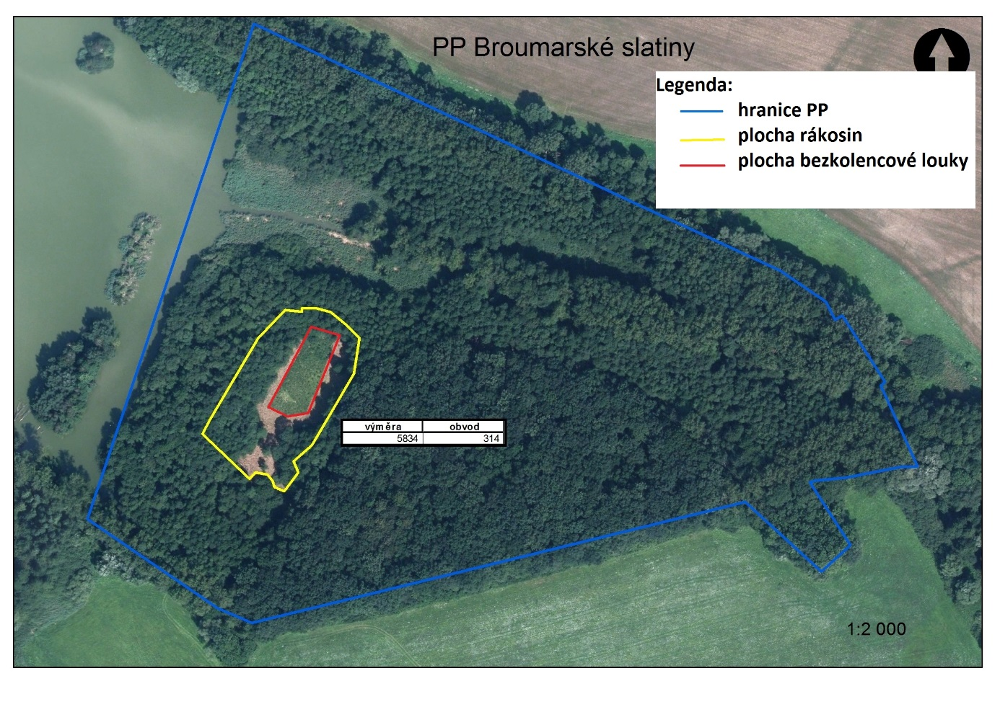 PP Broumarské slatiny
Legenda:
hranice PP
plocha rákosin
plocha bezkolencové louky
výměra obvod
5834 314
1:2 000